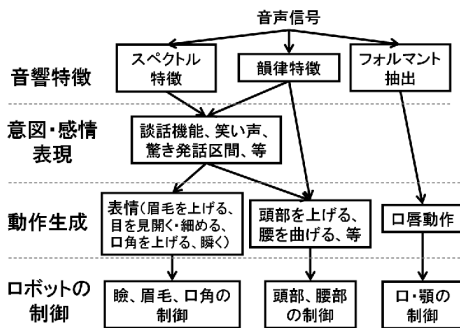 音声信号
音響特徴
スペクトル
特徴
韻律特徴
フォルマント
抽出
意図・感情
表現
談話機能、笑い声、
驚き発話区間、等
動作生成
表情（眉毛を上げる、
目を見開く・細める、
口角を上げる、瞬く）
頭部を上げる、
腰を曲げる、等
口唇動作
ロボットの
制御
瞼、眉毛、口角の
制御
頭部、腰部
の制御
口・顎の
制御